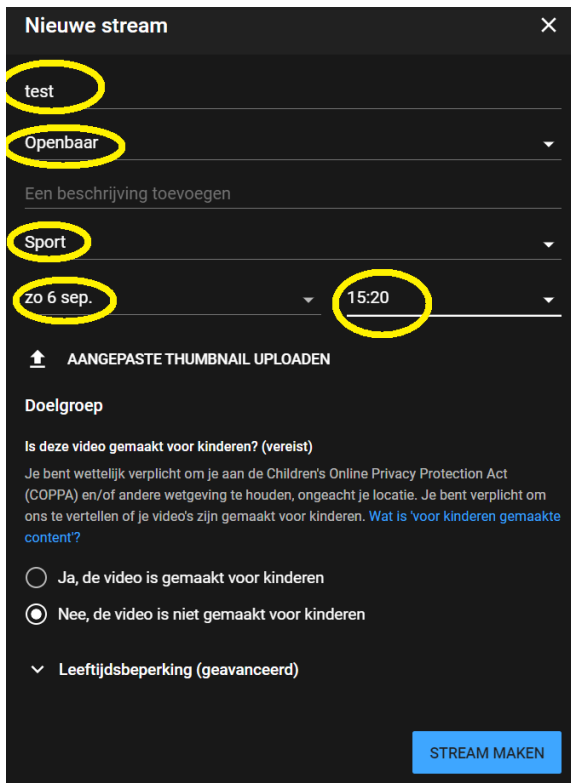 Nieuwe stream
test
Openbaar
Een beschrijving toevoegen
Sport
zo 6 sep. 15:20
AANGEPASTE THUMBNAIL UPLOADEN
Doelgroep
Is deze video gemaakt voor kinderen? (vereist)
Je bent wettelijk verplicht om je aan de Children's Online Privacy Protection Act
(COPPA) en/of andere wetgeving te houden, ongeacht je locatie. Je bent verplicht om
ons te vertellen of je video's zijn gemaakt voor kinderen. Wat is 'voor kinderen gemaakte
content'?
Ja, de video is gemaakt voor kinderen
Nee, de video is niet gemaakt voor kinderen
Leeftijdsbeperking (geavanceerd)
STREAM MAKEN